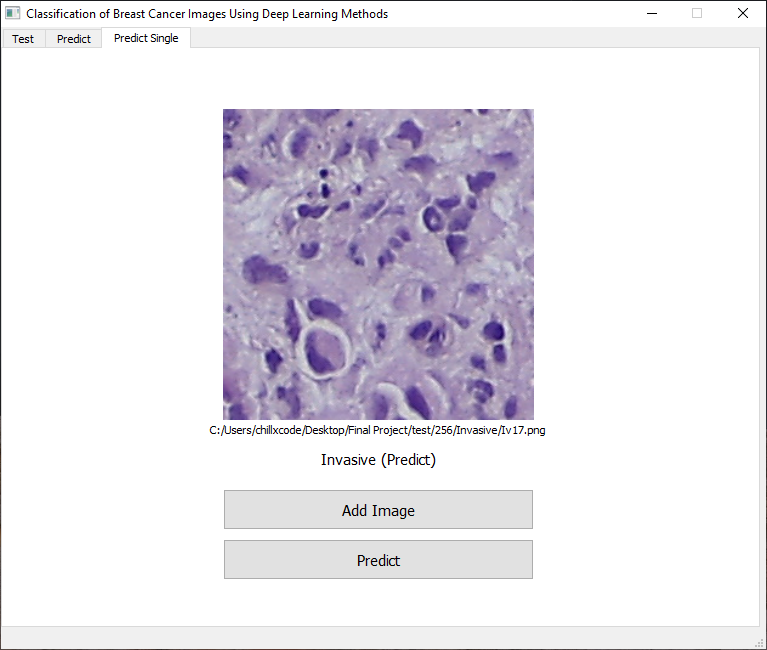 Classification of Breast Cancer Images Using Deep Learning Methods
Test Predict Predict Single
C:/Users/chillxcode/Desktop/Final Project/test/256/Invasive/Iv17.png
Invasive (Predict)
Add Image
Predict